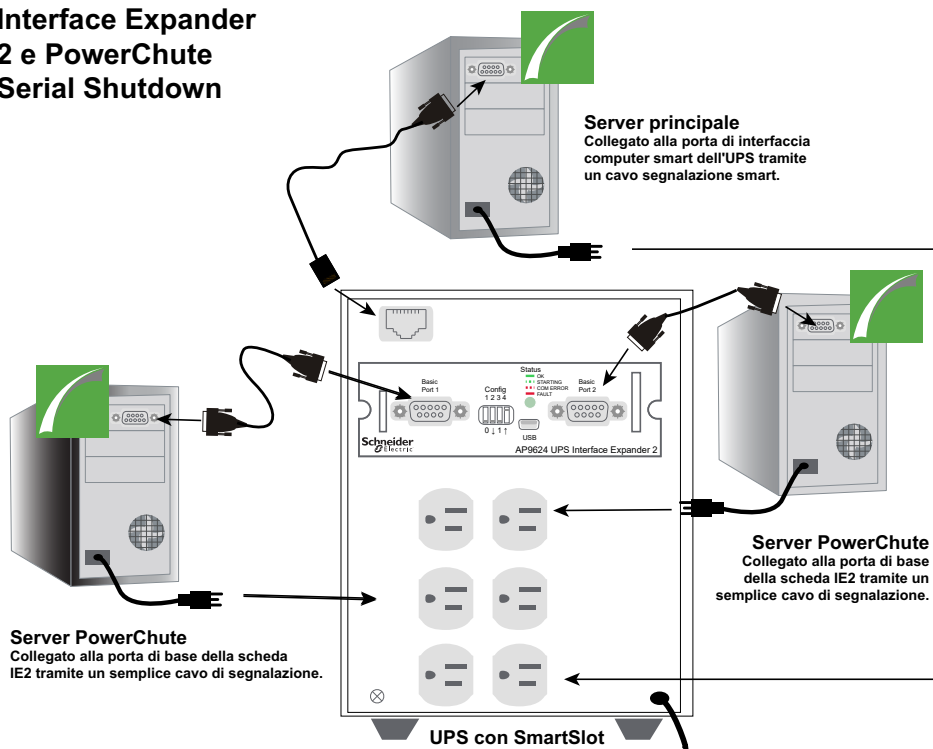 Interface Expander
2 e PowerChute
Serial Shutdown
Server principale
Collegato alla porta di interfaccia
computer smart dell'UPS tramite
un cavo segnalazione smart.
Basic
Port 1
Config
1 2 3 4
0 ↓ 1 ↑
Status
OK
STARTING
COM ERROR
FAULT
USB
Basic
Port 2
Schneider
Electric
AP9624 UPS Interface Expander 2
Server PowerChute
Collegato alla porta di base
della scheda IE2 tramite un
semplice cavo di segnalazione.
Server PowerChute
Collegato alla porta di base della scheda
IE2 tramite un semplice cavo di segnalazione.
UPS con SmartSlot